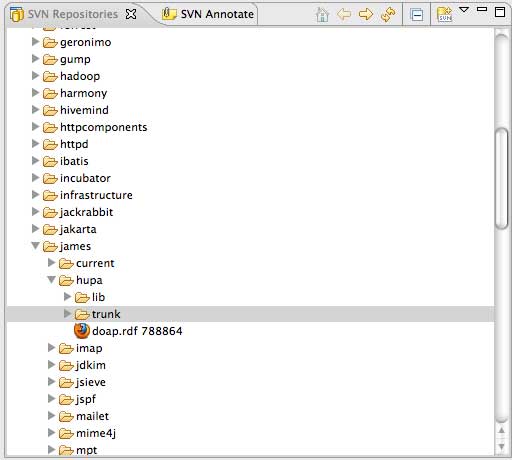 SVN Repositories SVN Annotate
geronimo
gump
hadoop
harmony
hivemind
httpcomponents
httpd
ibatis
incubator
infrastructure
jackrabbit
jakarta
james
current
hupa
lib
trunk
doap.rdf 788864
imap
jdkim
jsieve
jspf
mailet
mime4j
mpt